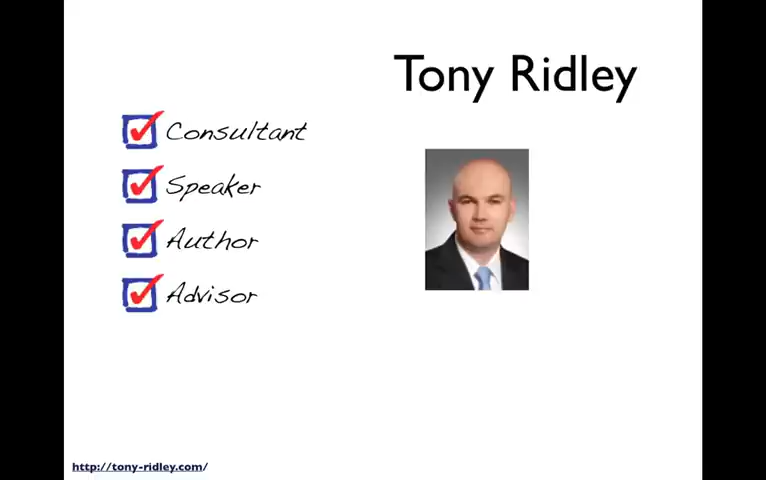 Tony Ridley
Consultant
Speaker
Author
Advisor
http://tony-ridley.com/